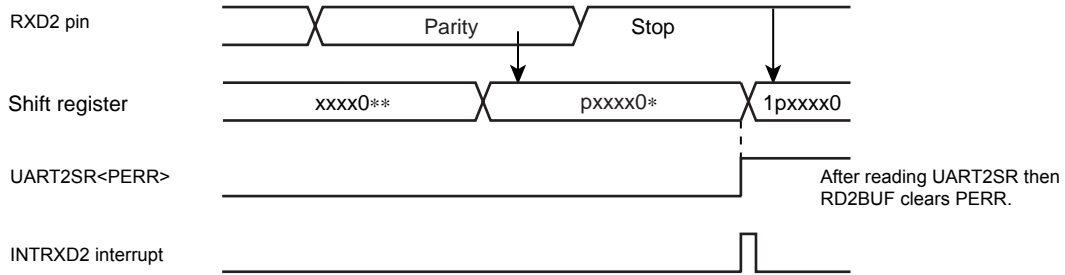 RXD2 pin
Parity
Stop
Shift register
xxxx0**
pxxxx0*
1pxxxx0
UART2SR<PERR>
After reading UART2SR then
RD2BUF clears PERR.
INTRXD2 interrupt